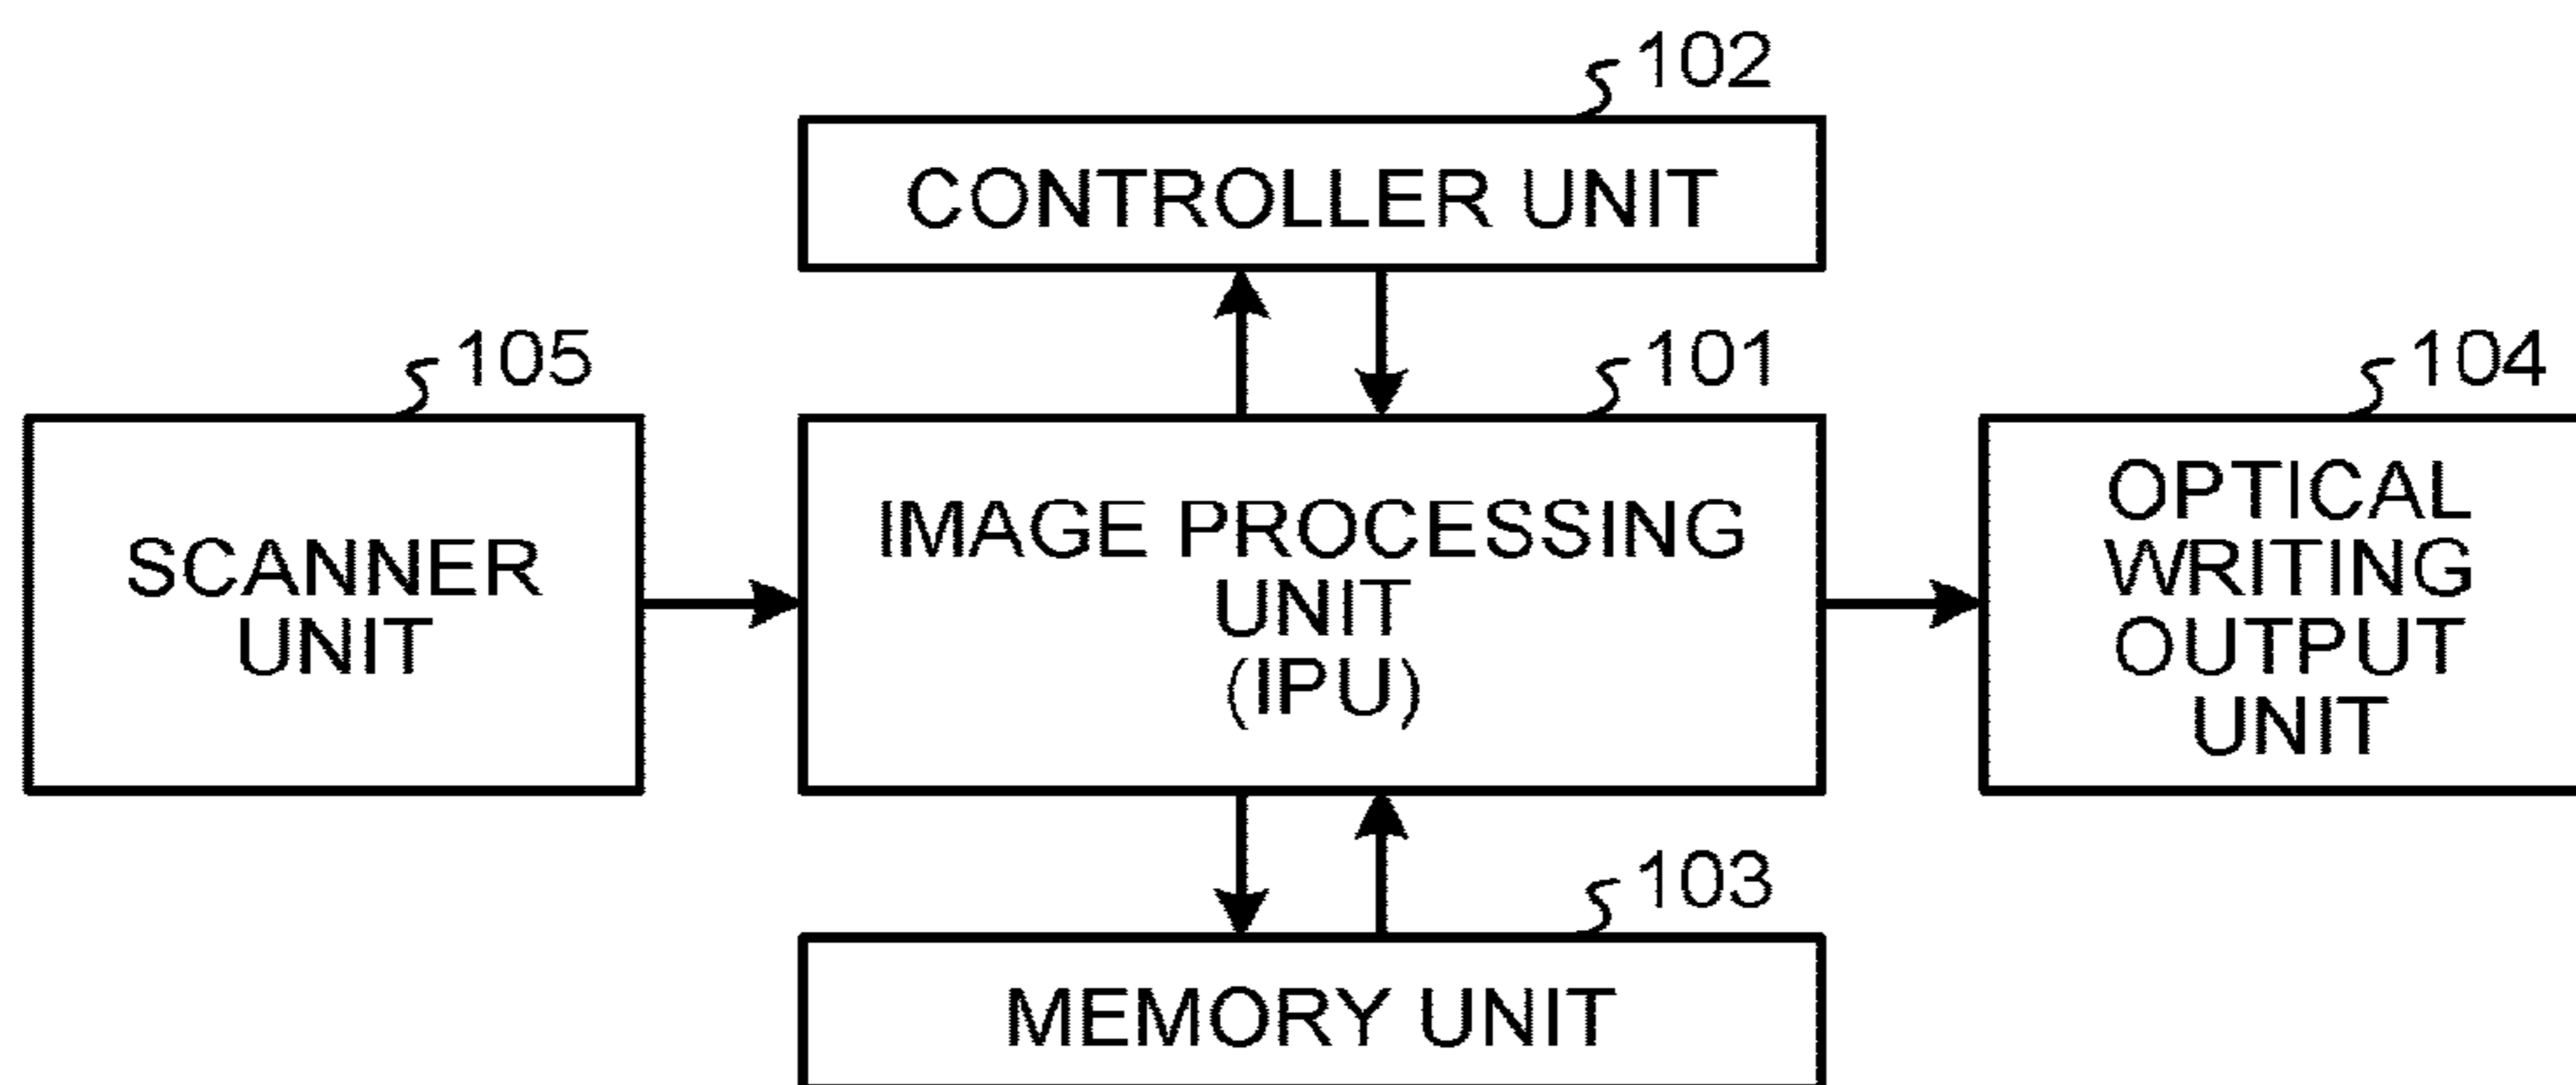 102
CONTROLLER UNIT
105
101
104
SCANNER
UNIT
IMAGE PROCESSING
UNIT
(IPU)
OPTICAL
WRITING
OUTPUT
UNIT
103
MEMORY UNIT